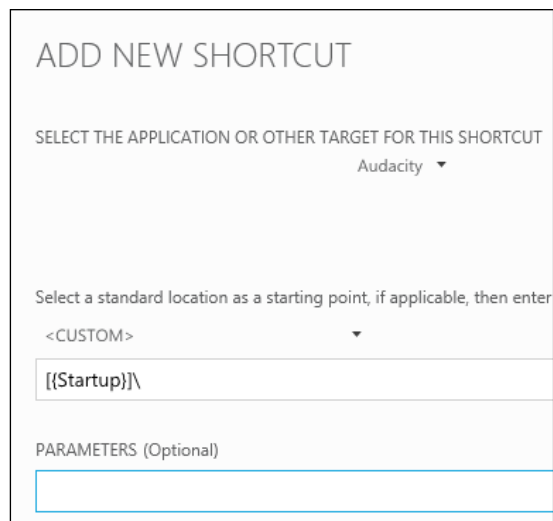 ADD NEW SHORTCUT
SELECT THE APPLICATION OR OTHER TARGET FOR THIS SHORTCUT
Audacity
Select a standard location as a starting point, if applicable, then enter
<CUSTOM>
[{Startup}]\
PARAMETERS (Optional)